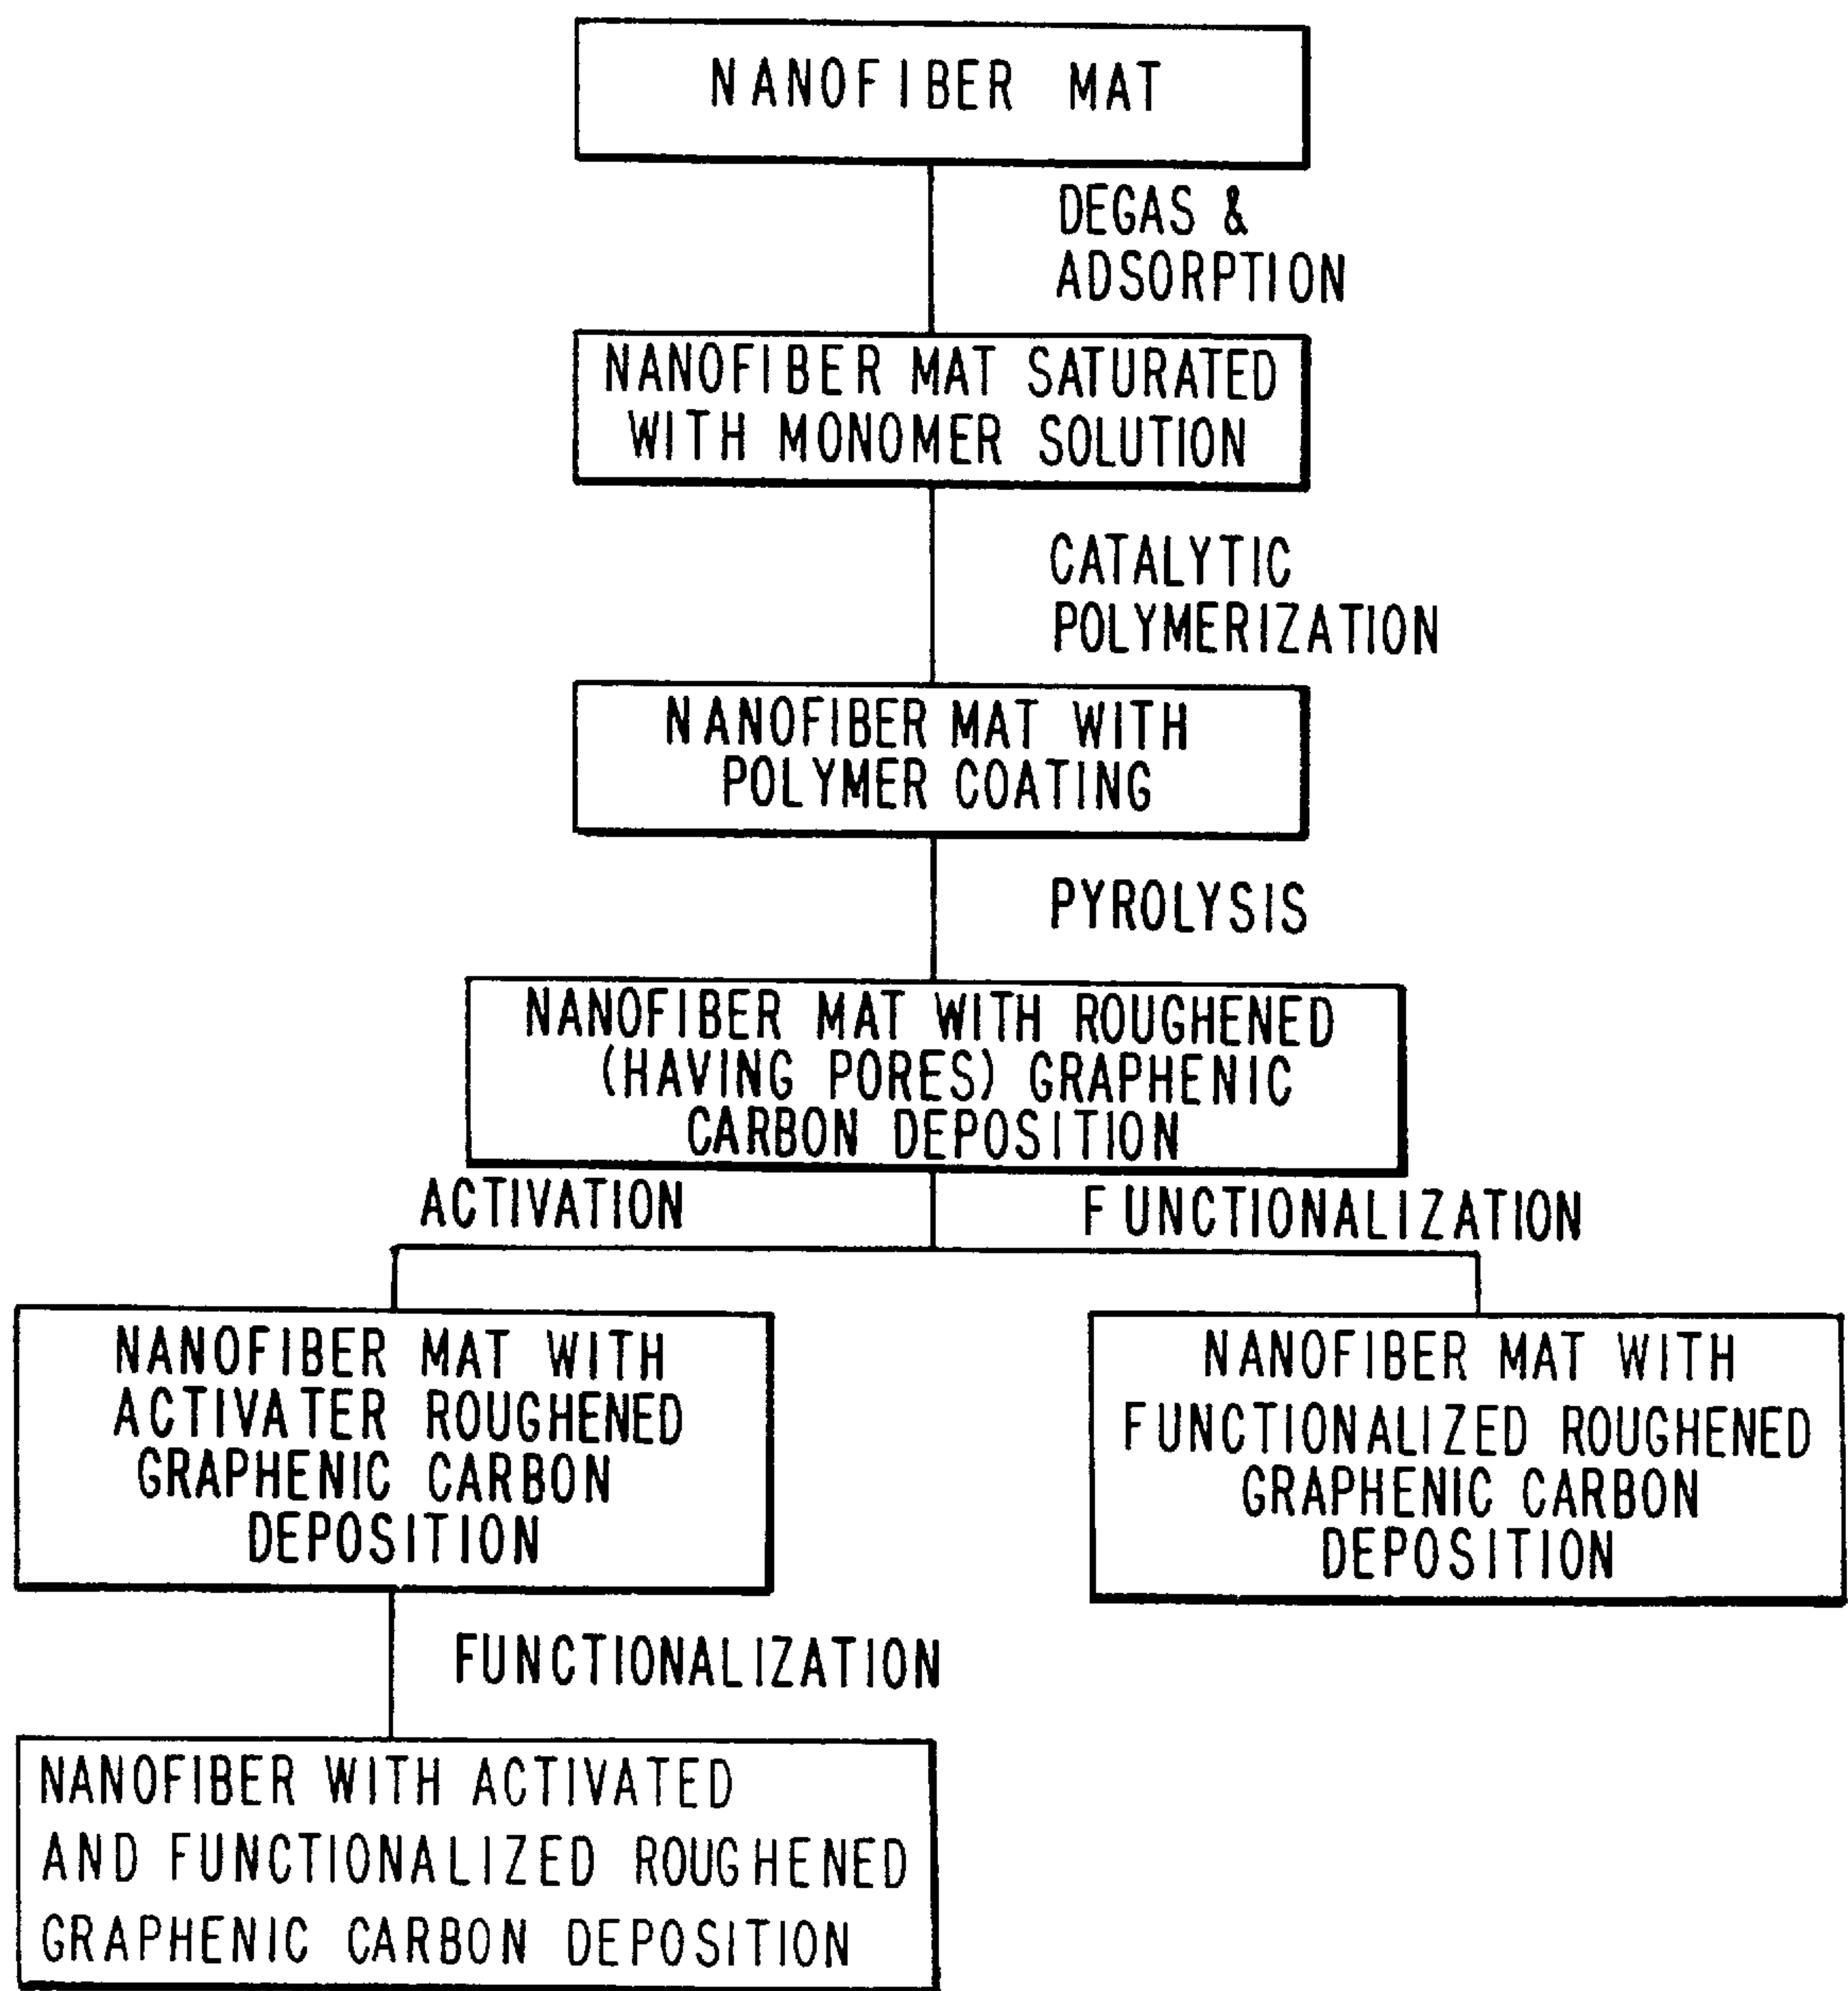 NANOFIBER MAT
DEGAS &
ADSORPTION
NANOFIBER MAT SATURATED
WITH MONOMER SOLUTION
CATALYTIC
POLYMERIZATION
NANOFIBER MAT WITH
POLYMER COATING
PYROLYSIS
NANOFIBER MAT WITH ROUGHENED
(HAVING PORES) GRAPHENIC
CARBON DEPOSITION
ACTIVATION
FUNCTIONALIZATION
NANOFIBER MAT WITH
ACTIVATER ROUGHENED
GRAPHENIC CARBON
DEPOSITION
NANOFIBER MAT WITH
FUNCTIONALIZED ROUGHENED
GRAPHENIC CARBON
DEPOSITION
FUNCTIONALIZATION
NANOFIBER WITH ACTIVATED
AND FUNCTIONALIZED ROUGHENED
GRAPHENIC CARBON DEPOSITION